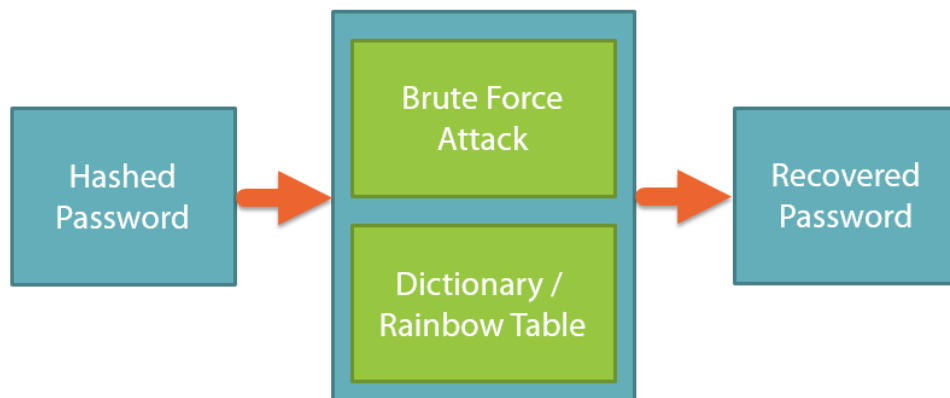 Hashed
Password
Brute Force
Attack
Dictionary /
Rainbow Table
Recovered
Password